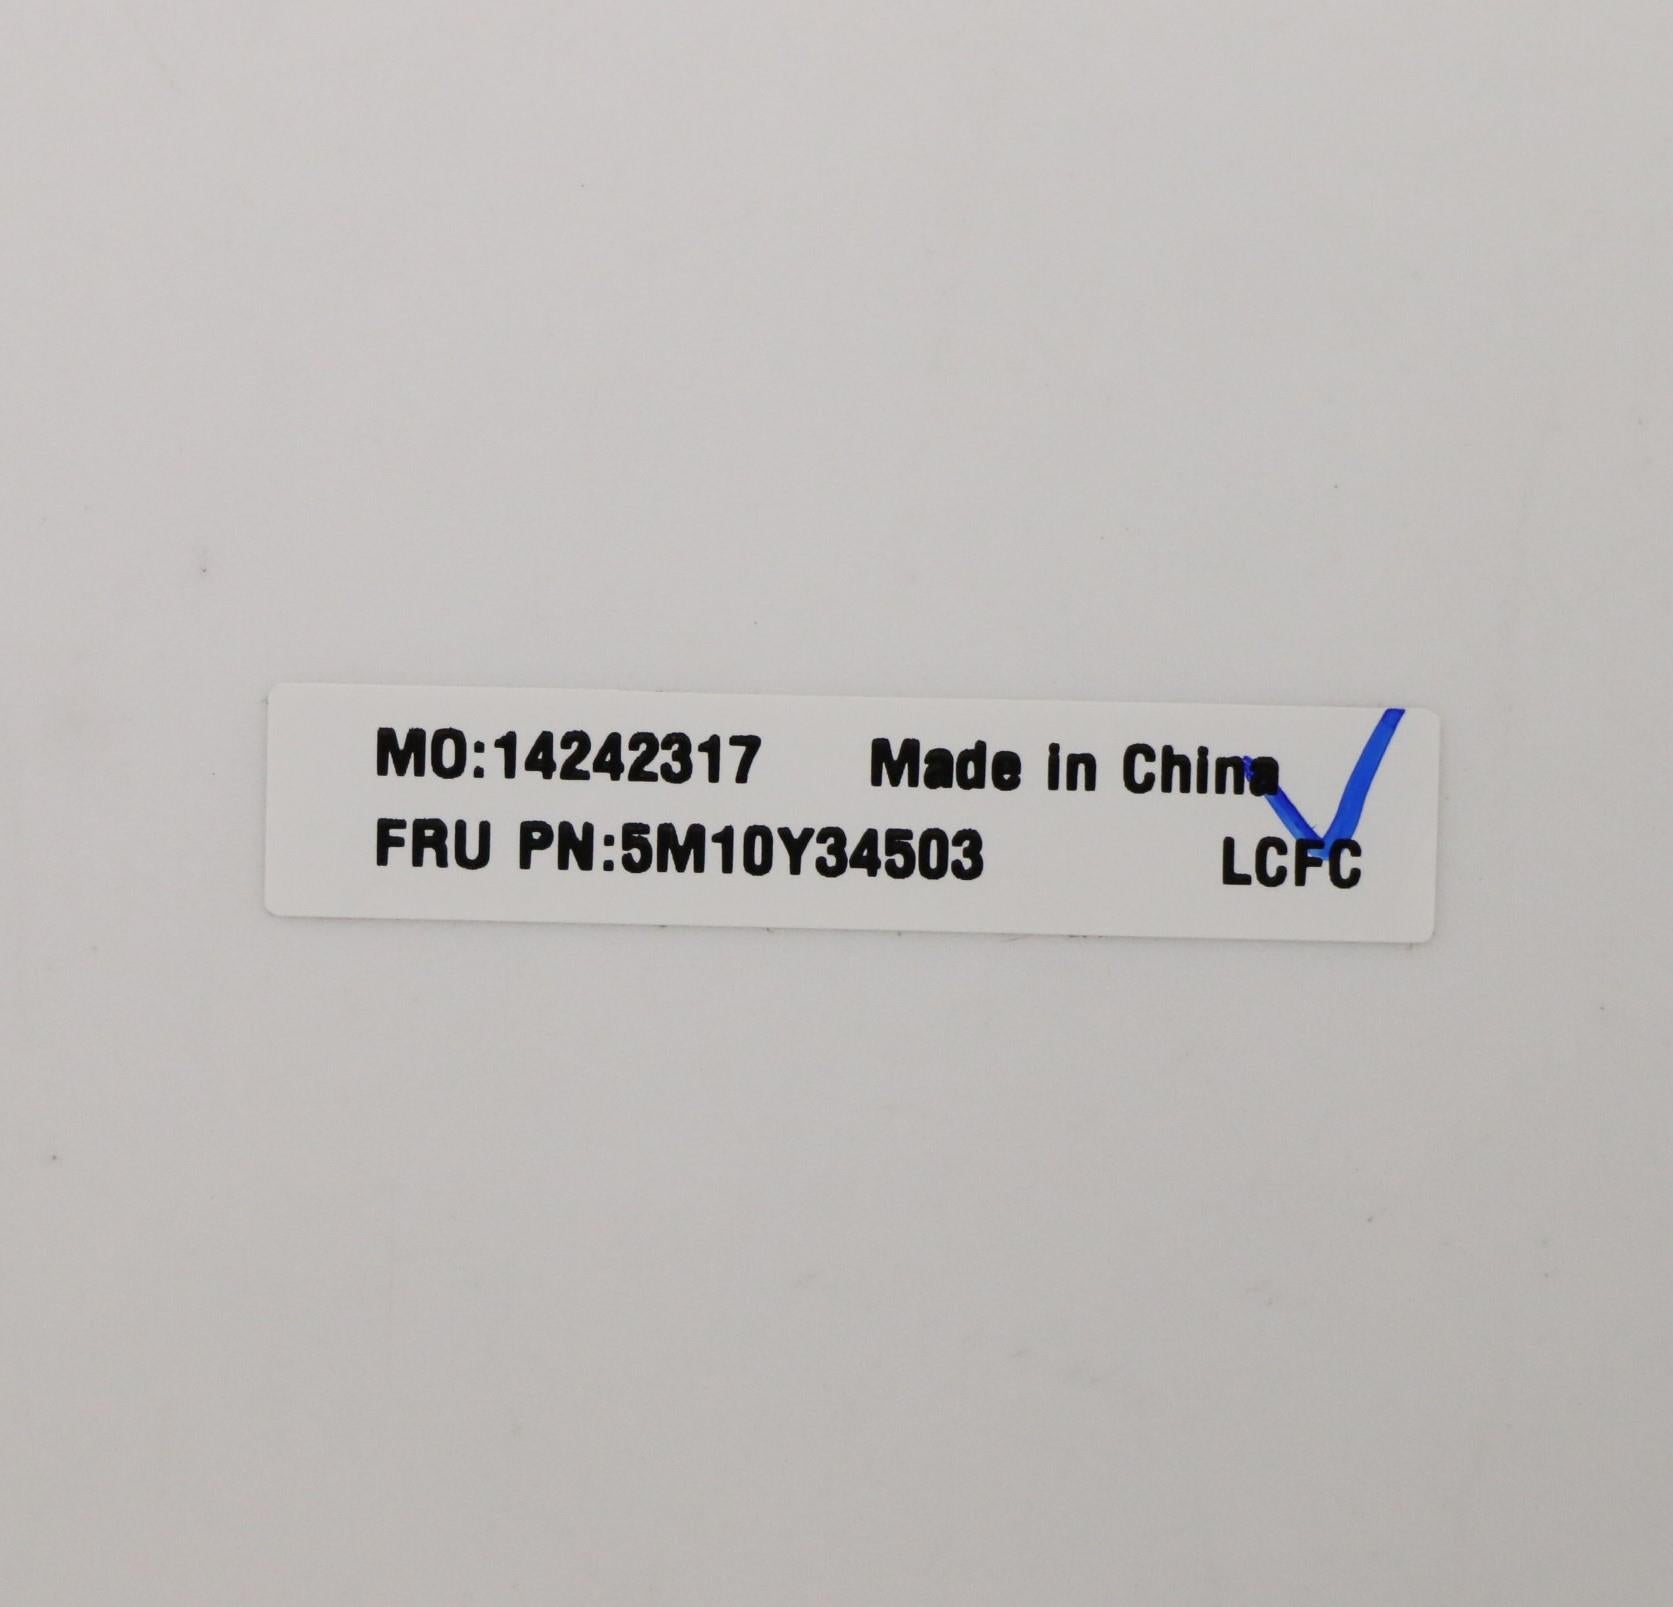 MO:14242317 Made in China
FRU PN:5M10Y34503 LCFC